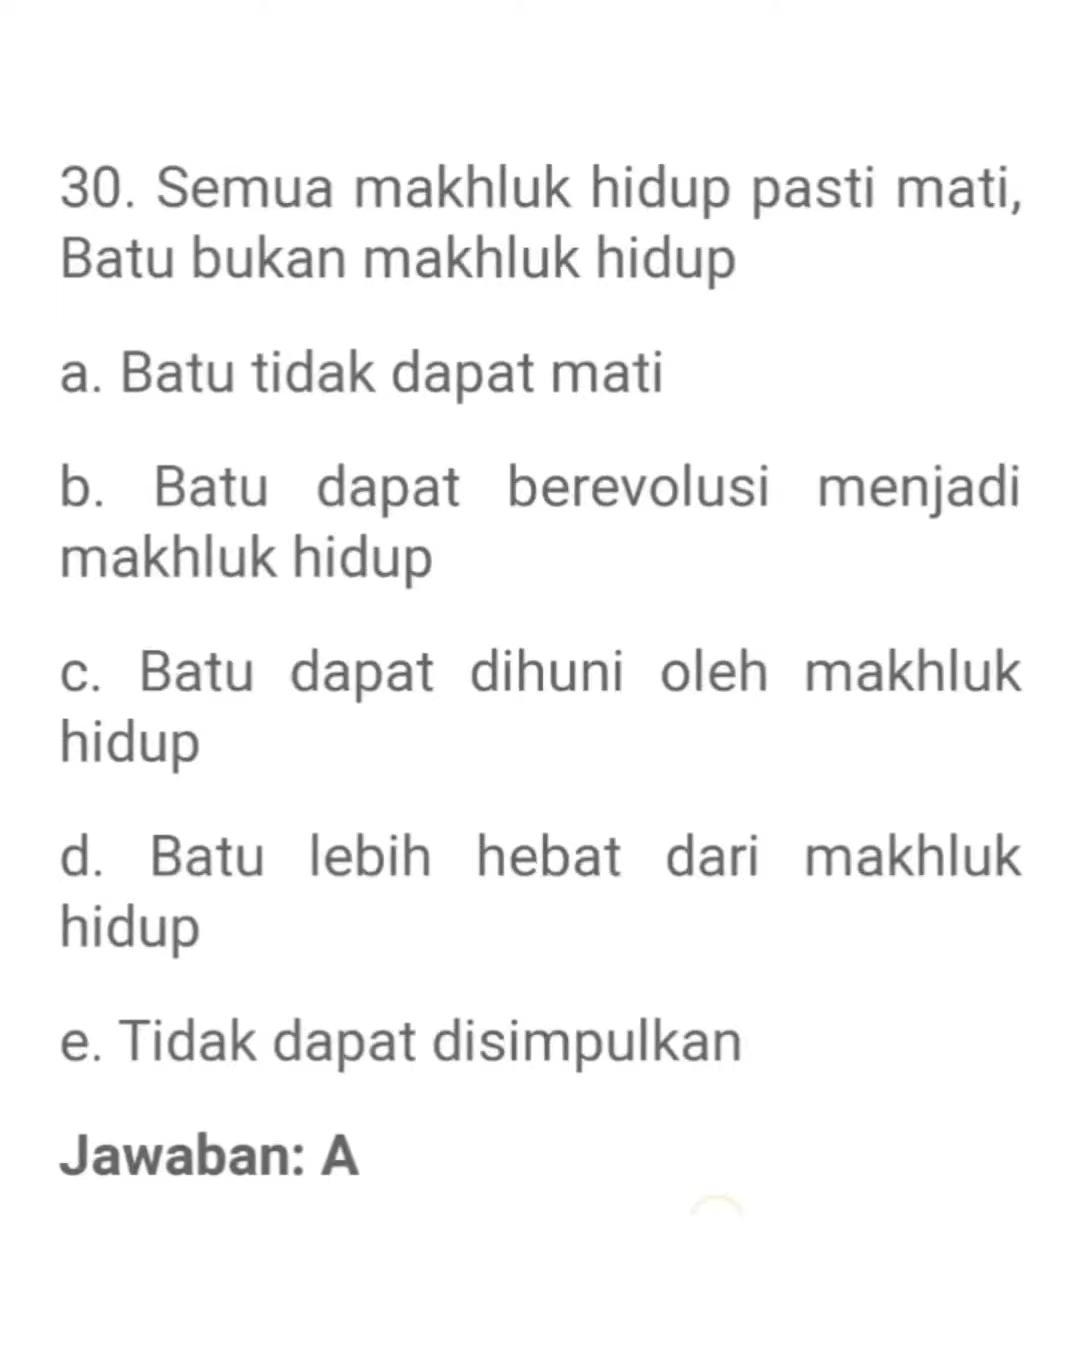 30. Semua makhluk hidup pasti mati,
Batu bukan makhluk hidup
a. Batu tidak dapat mati
b. Batu dapat berevolusi menjadi
makhluk hidup
c. Batu dapat dihuni oleh makhluk
hidup
d. Batu lebih hebat dari makhluk
hidup
e. Tidak dapat disimpulkan
Jawaban: A